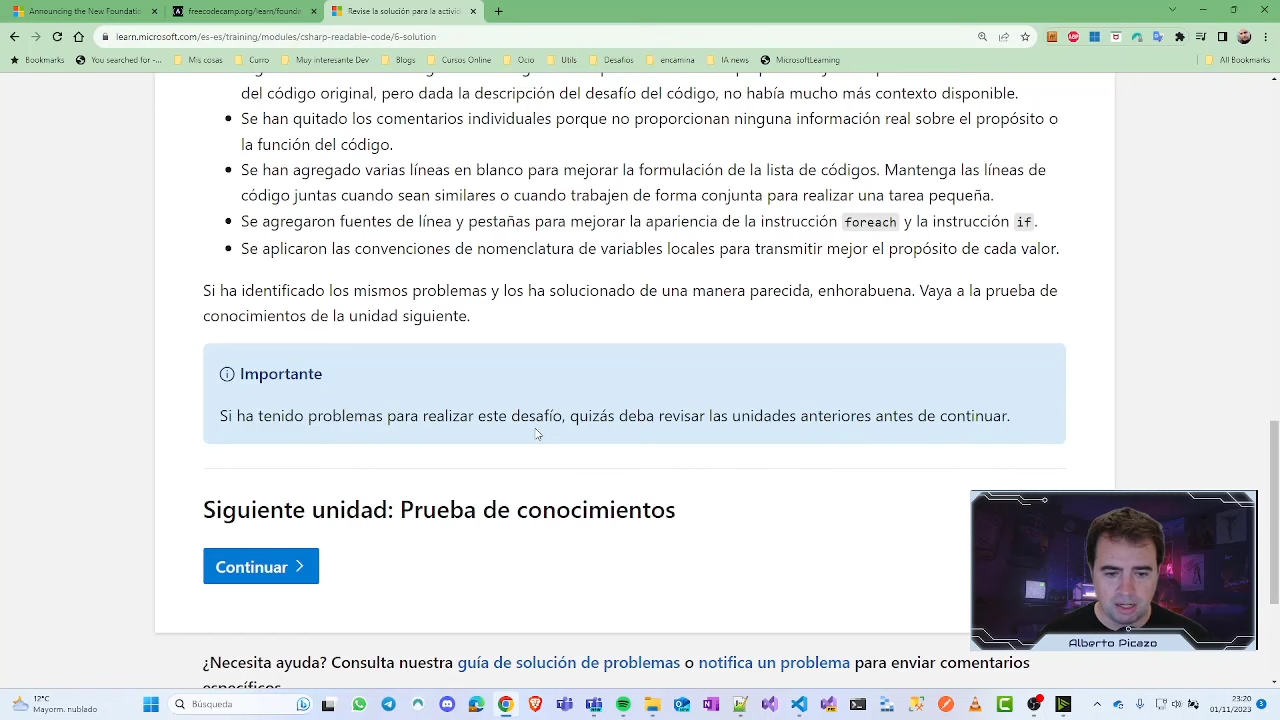 Announcing the New Foundatic
freecodecamp.org/learn/founda
Revise la solución para la activid
learn.microsoft.com/es-es/training/modules/csharp-readable-code/6-solution
Bookmarks
You searched for -...
Mis cosas
Curro
Muy interesante Dev
Blogs
Cursos Online
Ocio
Utils
Desafios
encamina
IA news
MicrosoftLearning
All Bookmarks
del código original, pero dada la descripción del desafío del código, no había mucho más contexto disponible.
Se han quitado los comentarios individuales porque no proporcionan ninguna información real sobre el propósito o
la función del código.
Se han agregado varias líneas en blanco para mejorar la formulación de la lista de códigos. Mantenga las líneas de
código juntas cuando sean similares o cuando trabajen de forma conjunta para realizar una tarea pequeña.
Se agregaron fuentes de línea y pestañas para mejorar la apariencia de la instrucción foreach y la instrucción if.
Se aplicaron las convenciones de nomenclatura de variables locales para transmitir mejor el propósito de cada valor.
Si ha identificado los mismos problemas y los ha solucionado de una manera parecida, enhorabuena. Vaya a la prueba de
conocimientos de la unidad siguiente.
Importante
Si ha tenido problemas para realizar este desafío, quizás deba revisar las unidades anteriores antes de continuar.
Siguiente unidad: Prueba de conocimientos
Continuar
Alberto Picazo
¿Necesita ayuda? Consulta nuestra guía de solución de problemas o notifica un problema para enviar comentarios
específicos.
12°C
Mayorm. nublado
Búsqueda
23:20
01/11/2023